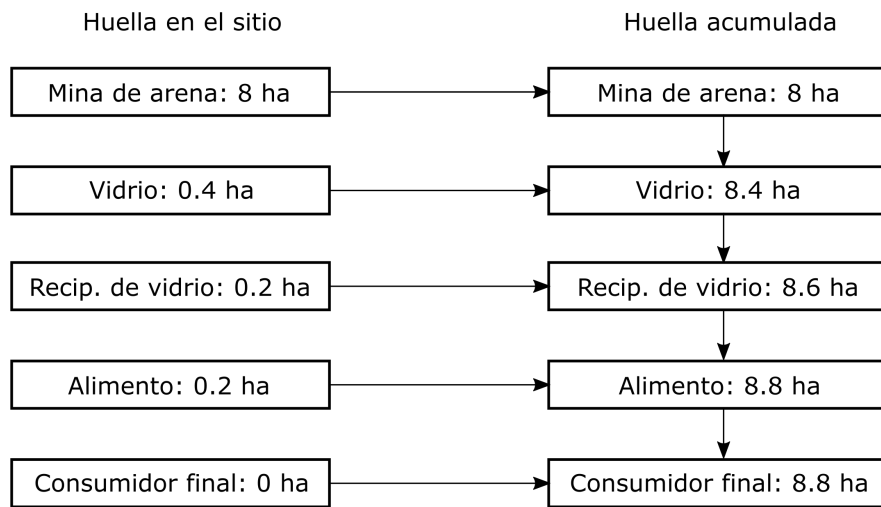 Huella en el sitio
Huella acumulada
Mina de arena: 8 ha
Mina de arena: 8 ha
Vidrio: 0.4 ha
Vidrio: 8.4 ha
Recip. de vidrio: 0.2 ha
Recip. de vidrio: 8.6 ha
Alimento: 0.2 ha
Alimento: 8.8 ha
Consumidor final: 0 ha
Consumidor final: 8.8 ha